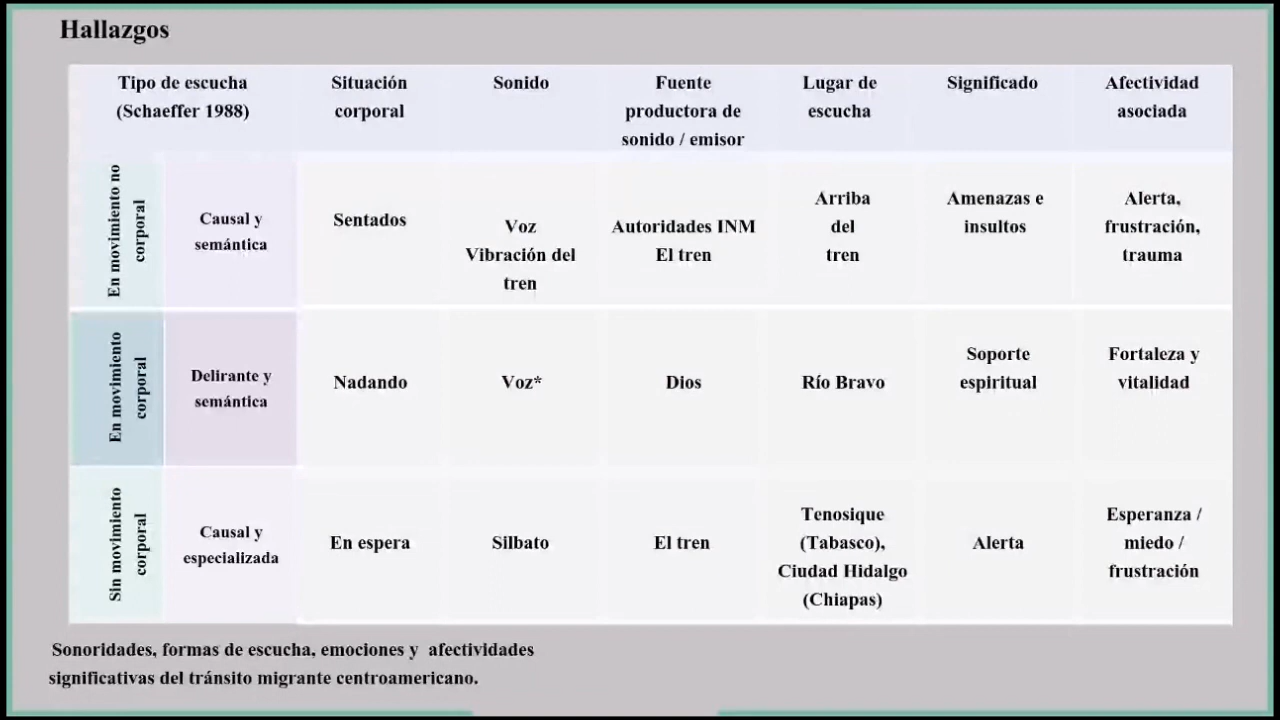 Hallazgos
Tipo de escucha
(Schaeffer 1988)
Situación
corporal
Sonido
Fuente
productora de
sonido / emisor
Lugar de
escucha
Significado
Afectividad
asociada
En movimiento no
corporal
Causal y
semántica
Sentados
Voz
Vibración del
tren
Autoridades INM
El tren
Arriba
del
tren
Amenazas e
insultos
Alerta,
frustración,
trauma
En movimiento
corporal
Delirante y
semántica
Nadando
Voz*
Dios
Río Bravo
Soporte
espiritual
Fortaleza y
vitalidad
Sin movimiento
corporal
Causal y
especializada
En espera
Silbato
El tren
Tenosique
(Tabasco),
Ciudad Hidalgo
(Chiapas)
Alerta
Esperanza /
miedo /
frustración
Sonoridades, formas de escucha, emociones y afectividades
significativas del tránsito migrante centroamericano.